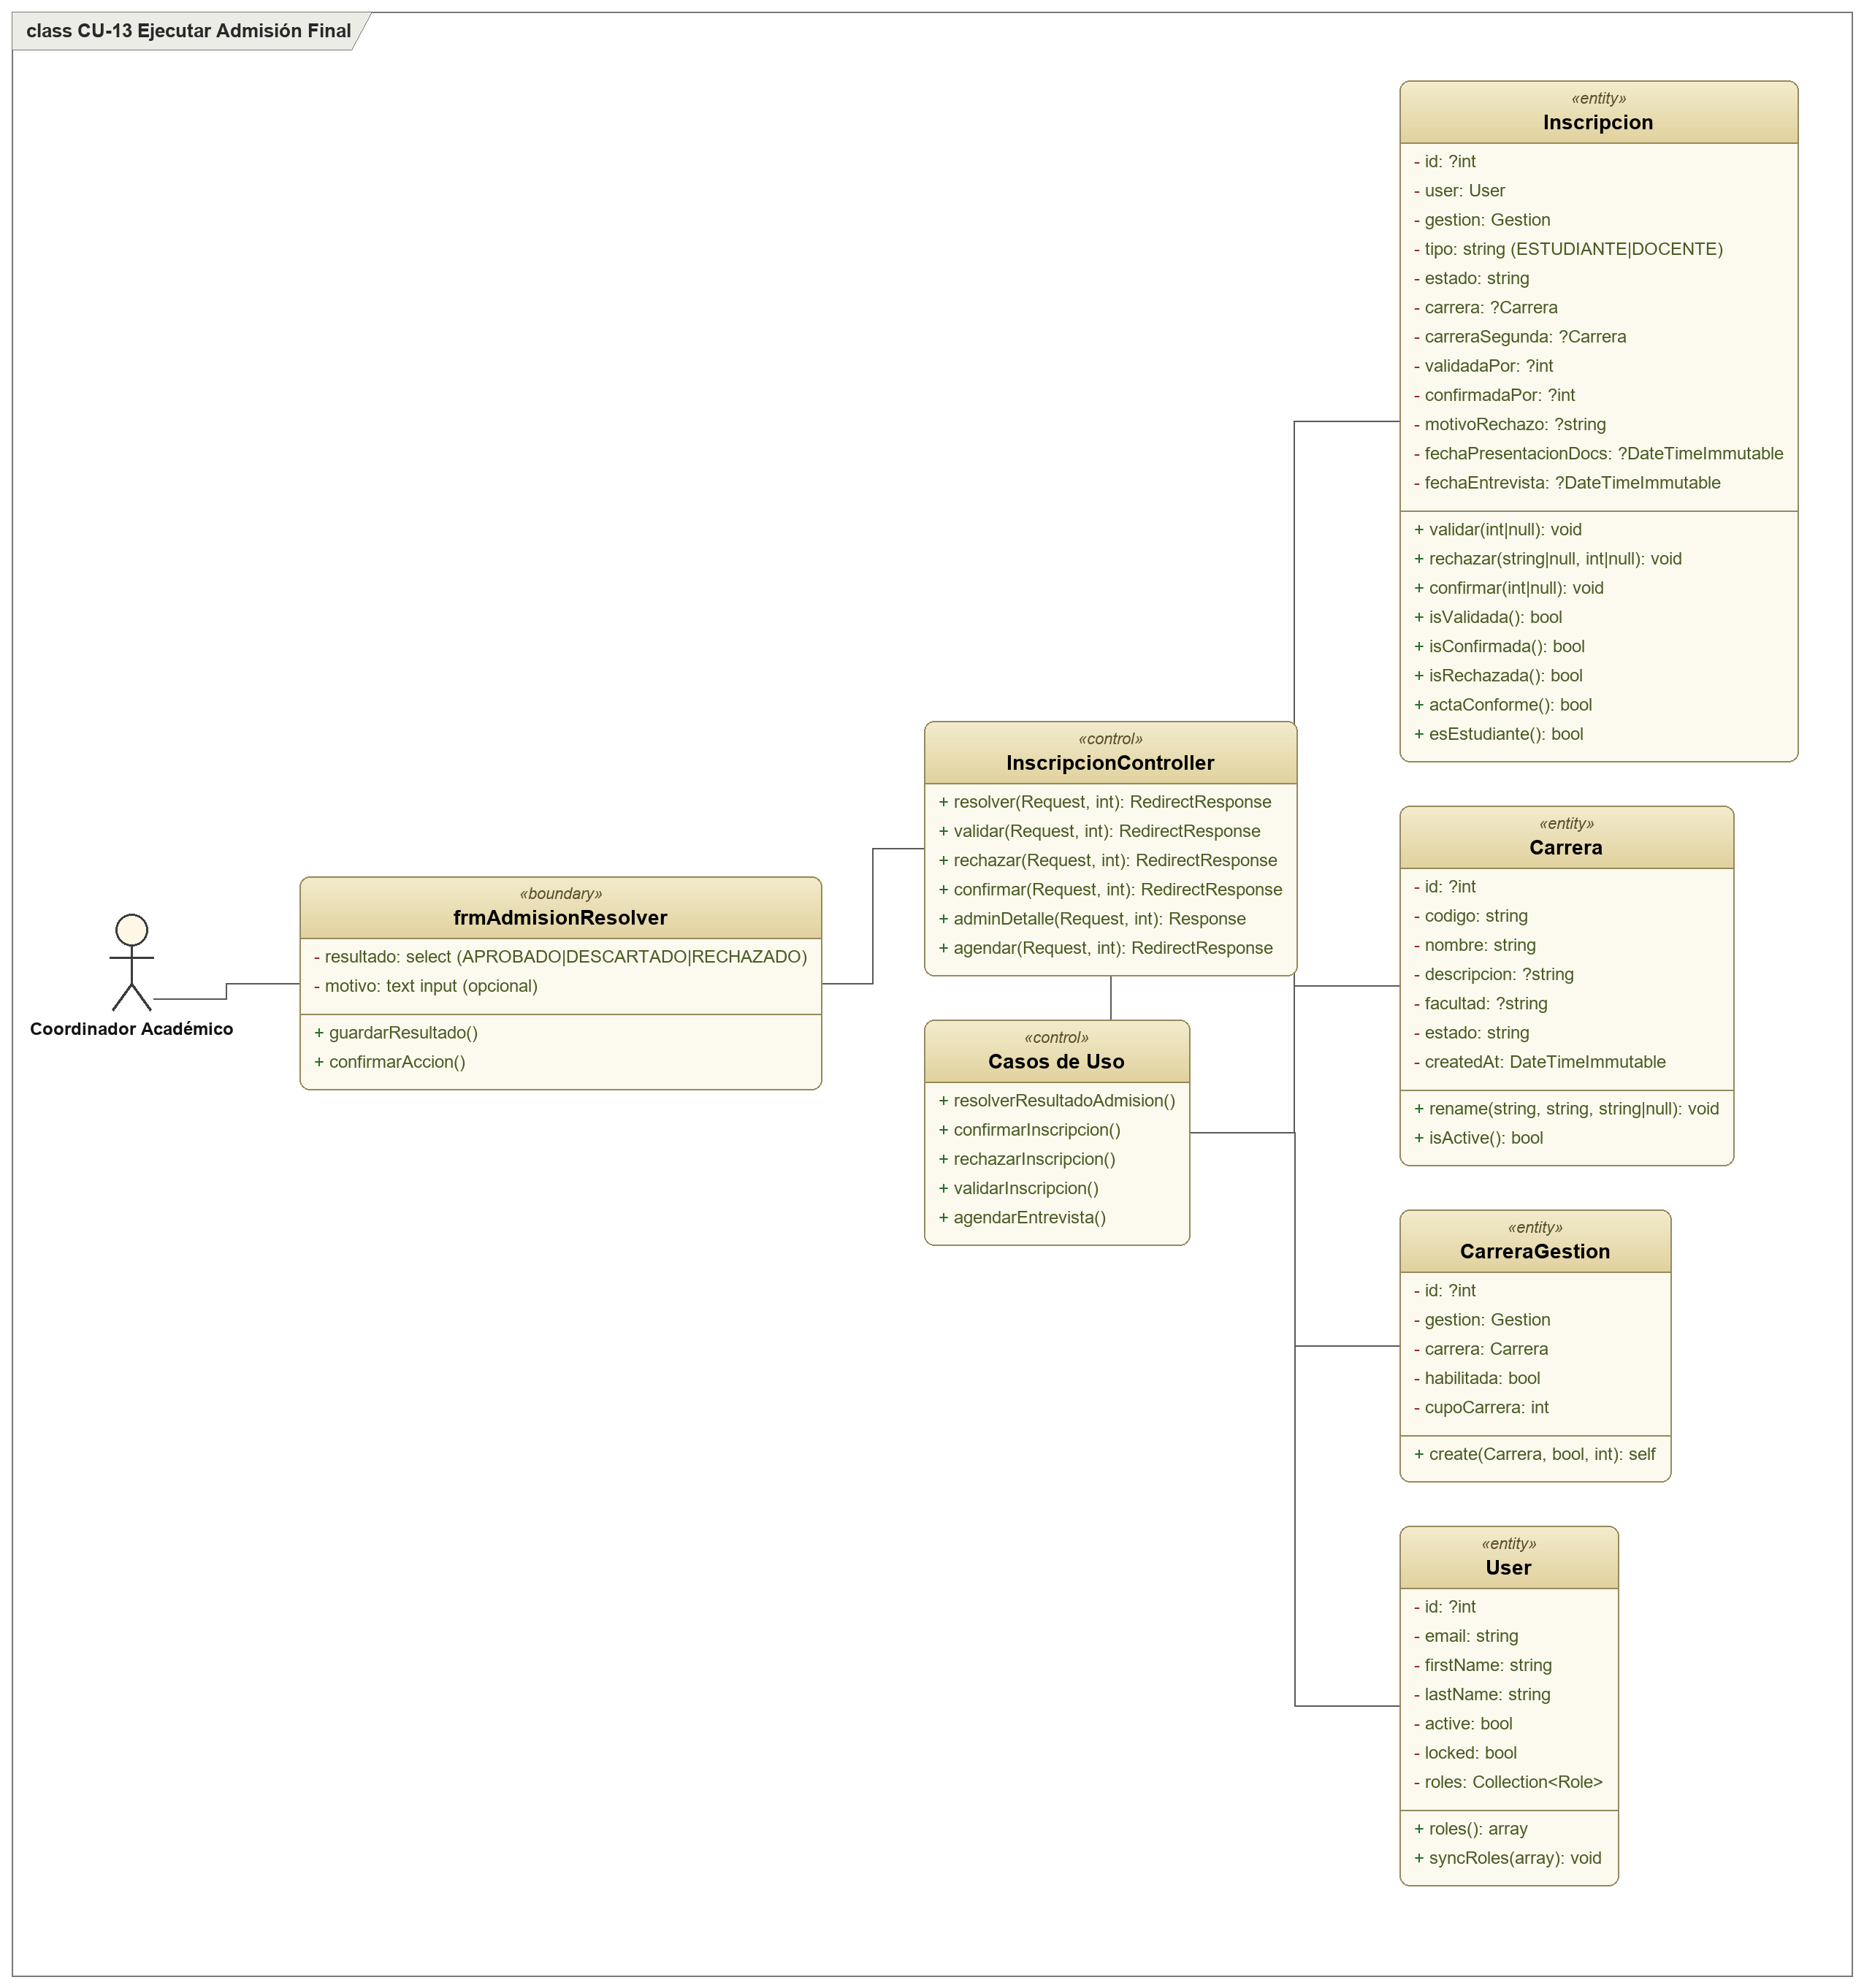 class CU-13 Ejecutar Admisión Final
Coordinador Académico
«boundary»
frmAdmisionResolver
- resultado: select (APROBADO|DESCARTADO|RECHAZADO)
- motivo: text input (opcional)
+ guardarResultado()
+ confirmarAccion()
«control»
InscripcionController
+ resolver(Request, int): RedirectResponse
+ validar(Request, int): RedirectResponse
+ rechazar(Request, int): RedirectResponse
+ confirmar(Request, int): RedirectResponse
+ adminDetalle(Request, int): Response
+ agendar(Request, int): RedirectResponse
«control»
Casos de Uso
+ resolverResultadoAdmision()
+ confirmarInscripcion()
+ rechazarInscripcion()
+ validarInscripcion()
+ agendarEntrevista()
«entity»
Inscripcion
- id: ?int
- user: User
- gestion: Gestion
- tipo: string (ESTUDIANTE|DOCENTE)
- estado: string
- carrera: ?Carrera
- carreraSegunda: ?Carrera
- validadaPor: ?int
- confirmadaPor: ?int
- motivoRechazo: ?string
- fechaPresentacionDocs: ?DateTimeImmutable
- fechaEntrevista: ?DateTimeImmutable
+ validar(int|null): void
+ rechazar(string|null, int|null): void
+ confirmar(int|null): void
+ isValidada(): bool
+ isConfirmada(): bool
+ isRechazada(): bool
+ actaConforme(): bool
+ esEstudiante(): bool
«entity»
Carrera
- id: ?int
- codigo: string
- nombre: string
- descripcion: ?string
- facultad: ?string
- estado: string
- createdAt: DateTimeImmutable
+ rename(string, string, string|null): void
+ isActive(): bool
«entity»
CarreraGestion
- id: ?int
- gestion: Gestion
- carrera: Carrera
- habilitada: bool
- cupoCarrera: int
+ create(Carrera, bool, int): self
«entity»
User
- id: ?int
- email: string
- firstName: string
- lastName: string
- active: bool
- locked: bool
- roles: Collection<Role>
+ roles(): array
+ syncRoles(array): void